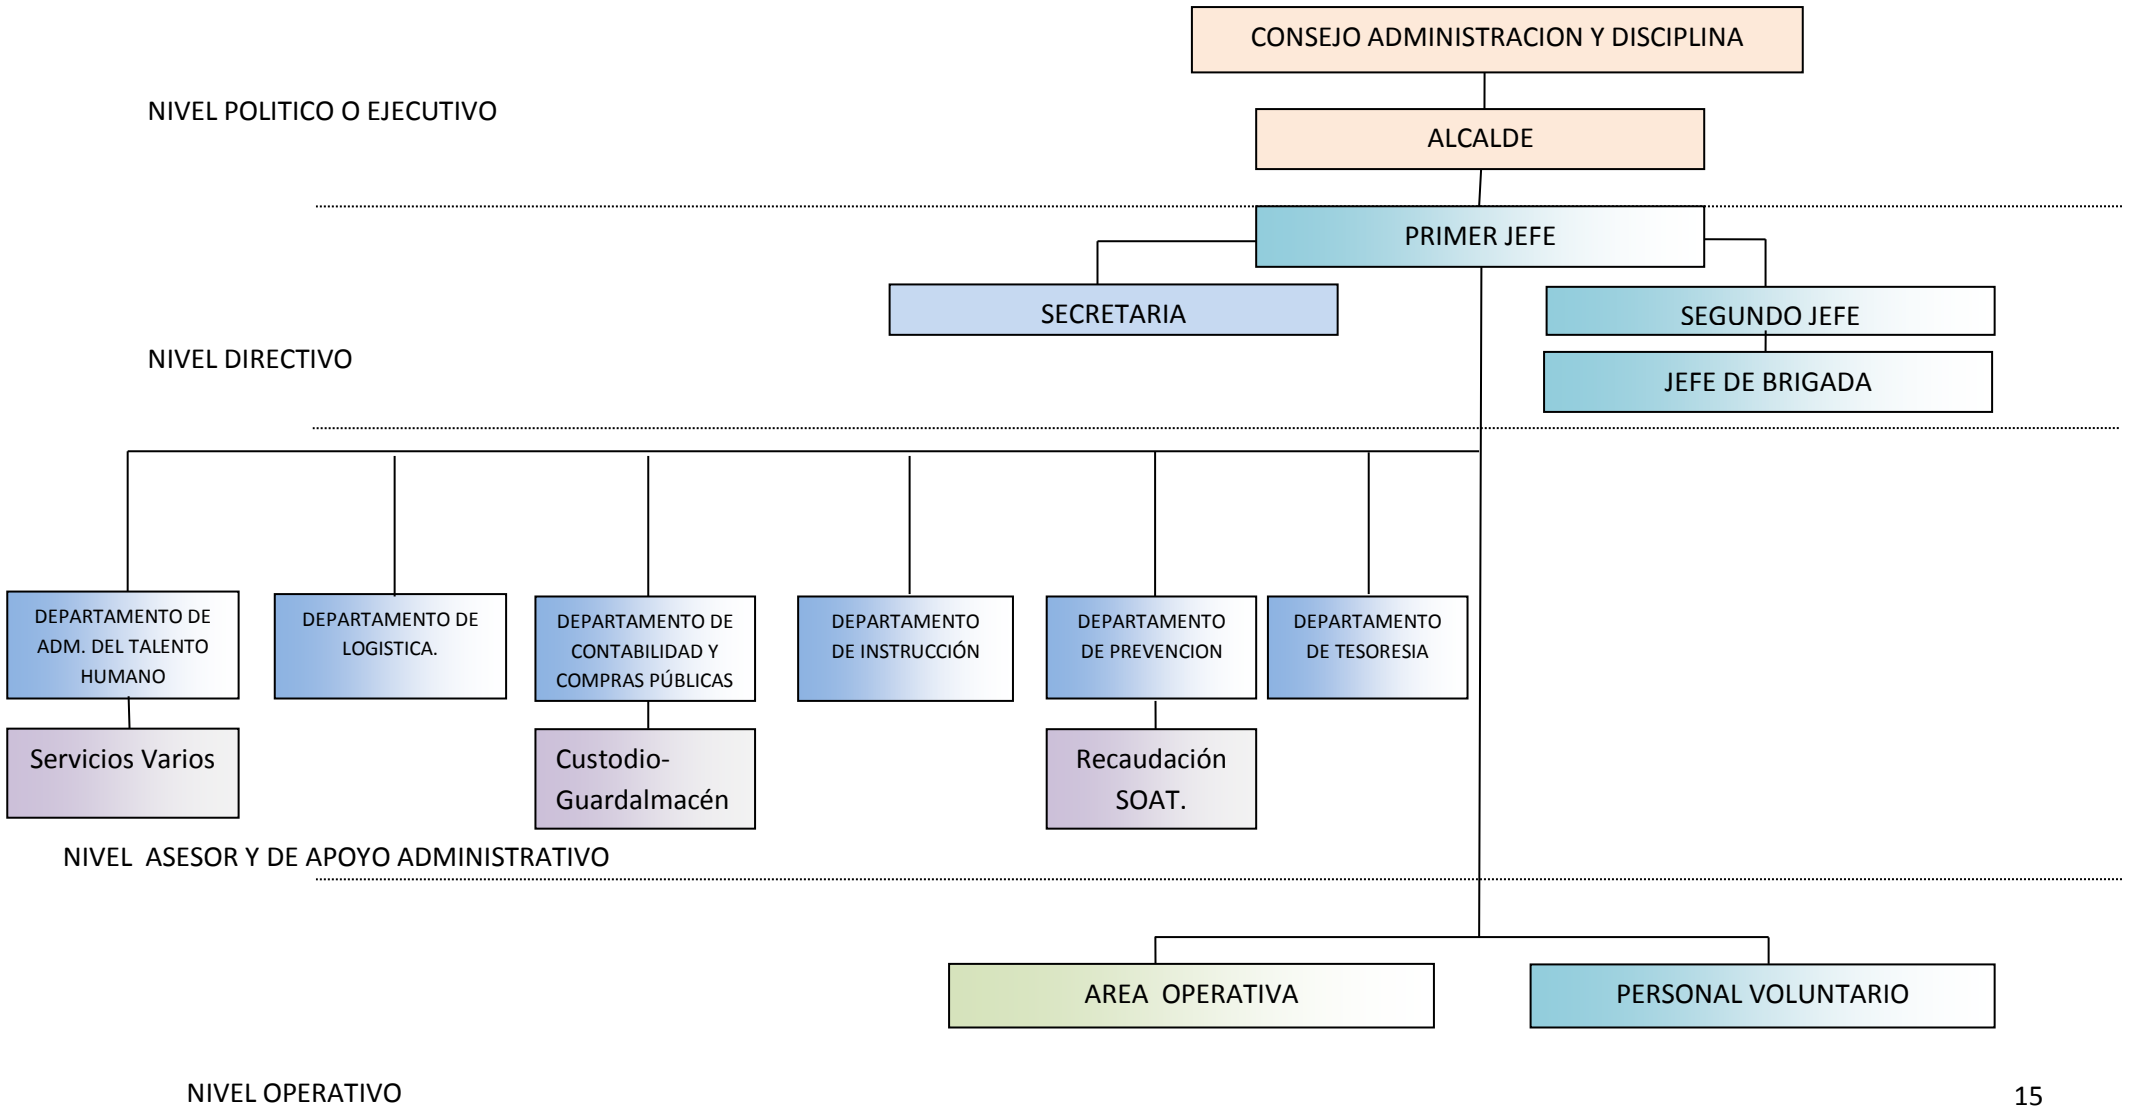 CONSEJO ADMINISTRACION Y DISCIPLINA
NIVEL POLITICO O EJECUTIVO
ALCALDE
PRIMER JEFE
SECRETARIA
SEGUNDO JEFE
NIVEL DIRECTIVO
JEFE DE BRIGADA
DEPARTAMENTO DE
ADM. DEL TALENTO
HUMANO
DEPARTAMENTO DE
LOGISTICA.
DEPARTAMENTO DE
CONTABILIDAD Y
COMPRAS PÚBLICAS
DEPARTAMENTO
DE INSTRUCCIÓN
DEPARTAMENTO
DE PREVENCION
DEPARTAMENTO
DE TESORESIA
Servicios Varios
Custodio-
Guardalmacén
Recaudación
SOAT.
NIVEL  ASESOR Y DE APOYO ADMINISTRATIVO
AREA  OPERATIVA
PERSONAL VOLUNTARIO
NIVEL OPERATIVO
15